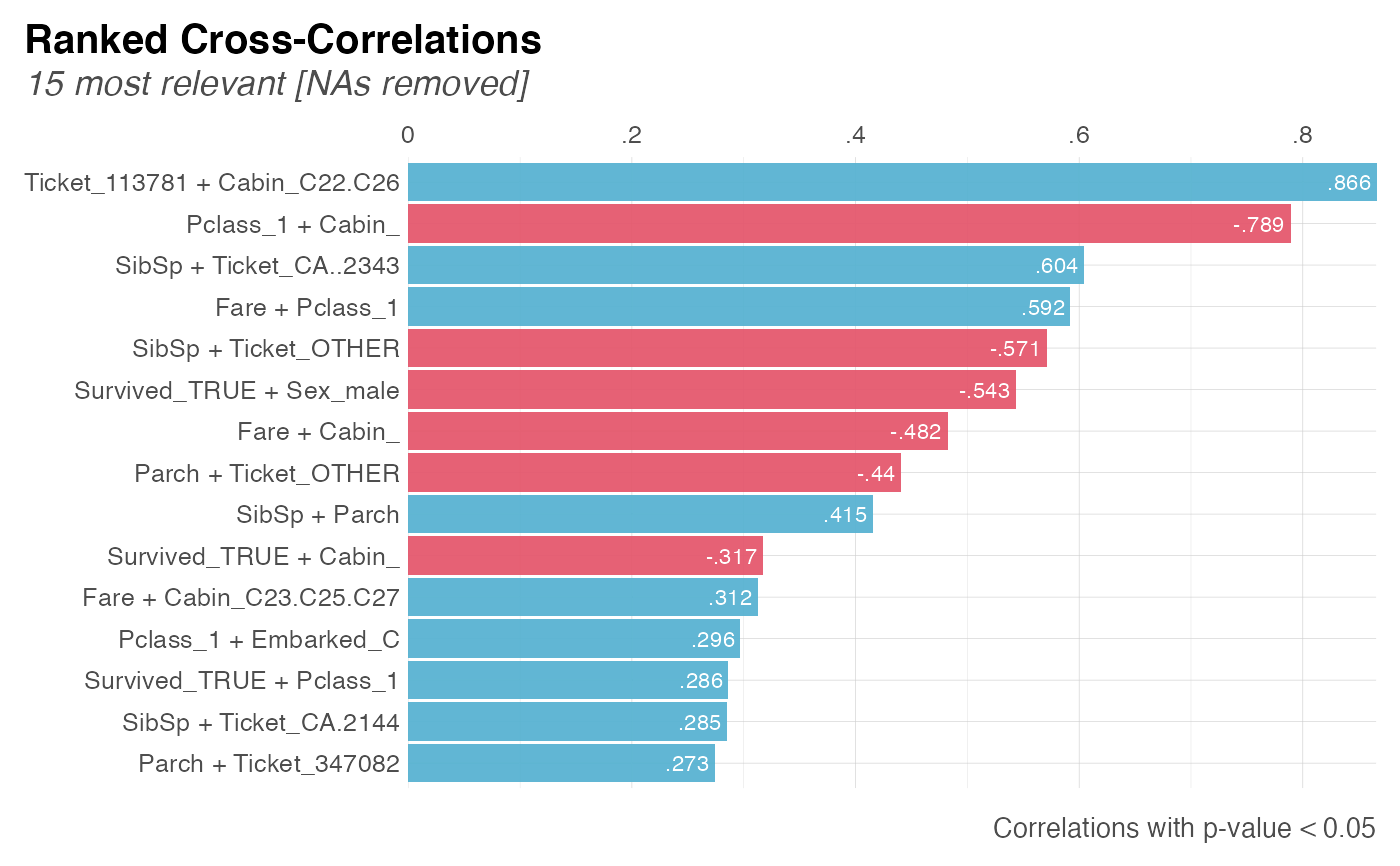 Ranked Cross-Correlations
15 most relevant [NAs removed]
0 .2 .4 .6 .8
Ticket_113781 + Cabin_C22.C26 .866
Pclass_1 + Cabin_ -.789
SibSp + Ticket_CA..2343 .604
Fare + Pclass_1 .592
SibSp + Ticket_OTHER -.571
Survived_TRUE + Sex_male -.543
Fare + Cabin_ -.482
Parch + Ticket_OTHER -.44
SibSp + Parch .415
Survived_TRUE + Cabin_ -.317
Fare + Cabin_C23.C25.C27 .312
Pclass_1 + Embarked_C .296
Survived_TRUE + Pclass_1 .286
SibSp + Ticket_CA.2144 .285
Parch + Ticket_347082 .273
Correlations with p-value < 0.05